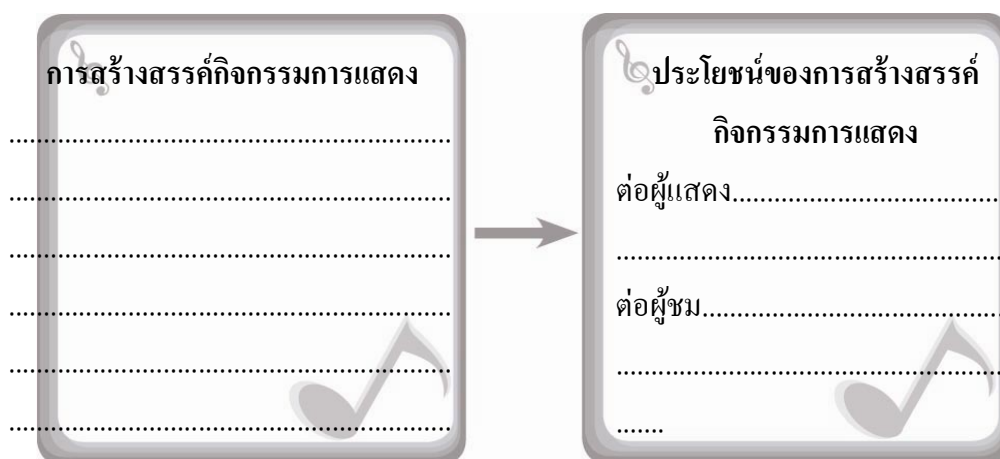 การสร้างสรรค์กิจกรรมการแสดง
................................................................
................................................................
................................................................
................................................................
................................................................
................................................................
ประโยชน์ของการสร้างสรรค์
กิจกรรมการแสดง
ต่อผู้แสดง.......................................
........................................................
ต่อผู้ชม...........................................
........................................................
.......